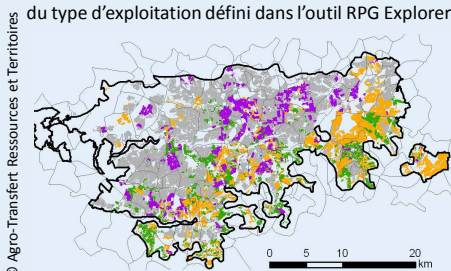 du type d’exploitation défini dans l’outil RPG Explorer
© Agro-Transfert Ressources et Territoires
0 5 10 20
km